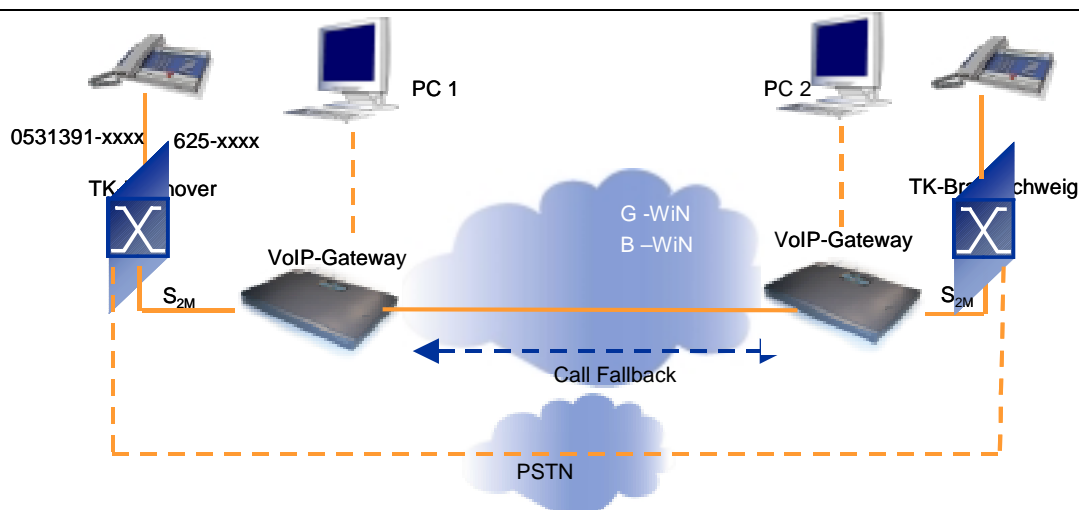 PC 1
PC 2
0531391-xxxx
625-xxxx
G -WiN
B –WiN
VoIP-Gateway
VoIP-Gateway
S2M
S2M
Call Fallback
PSTN